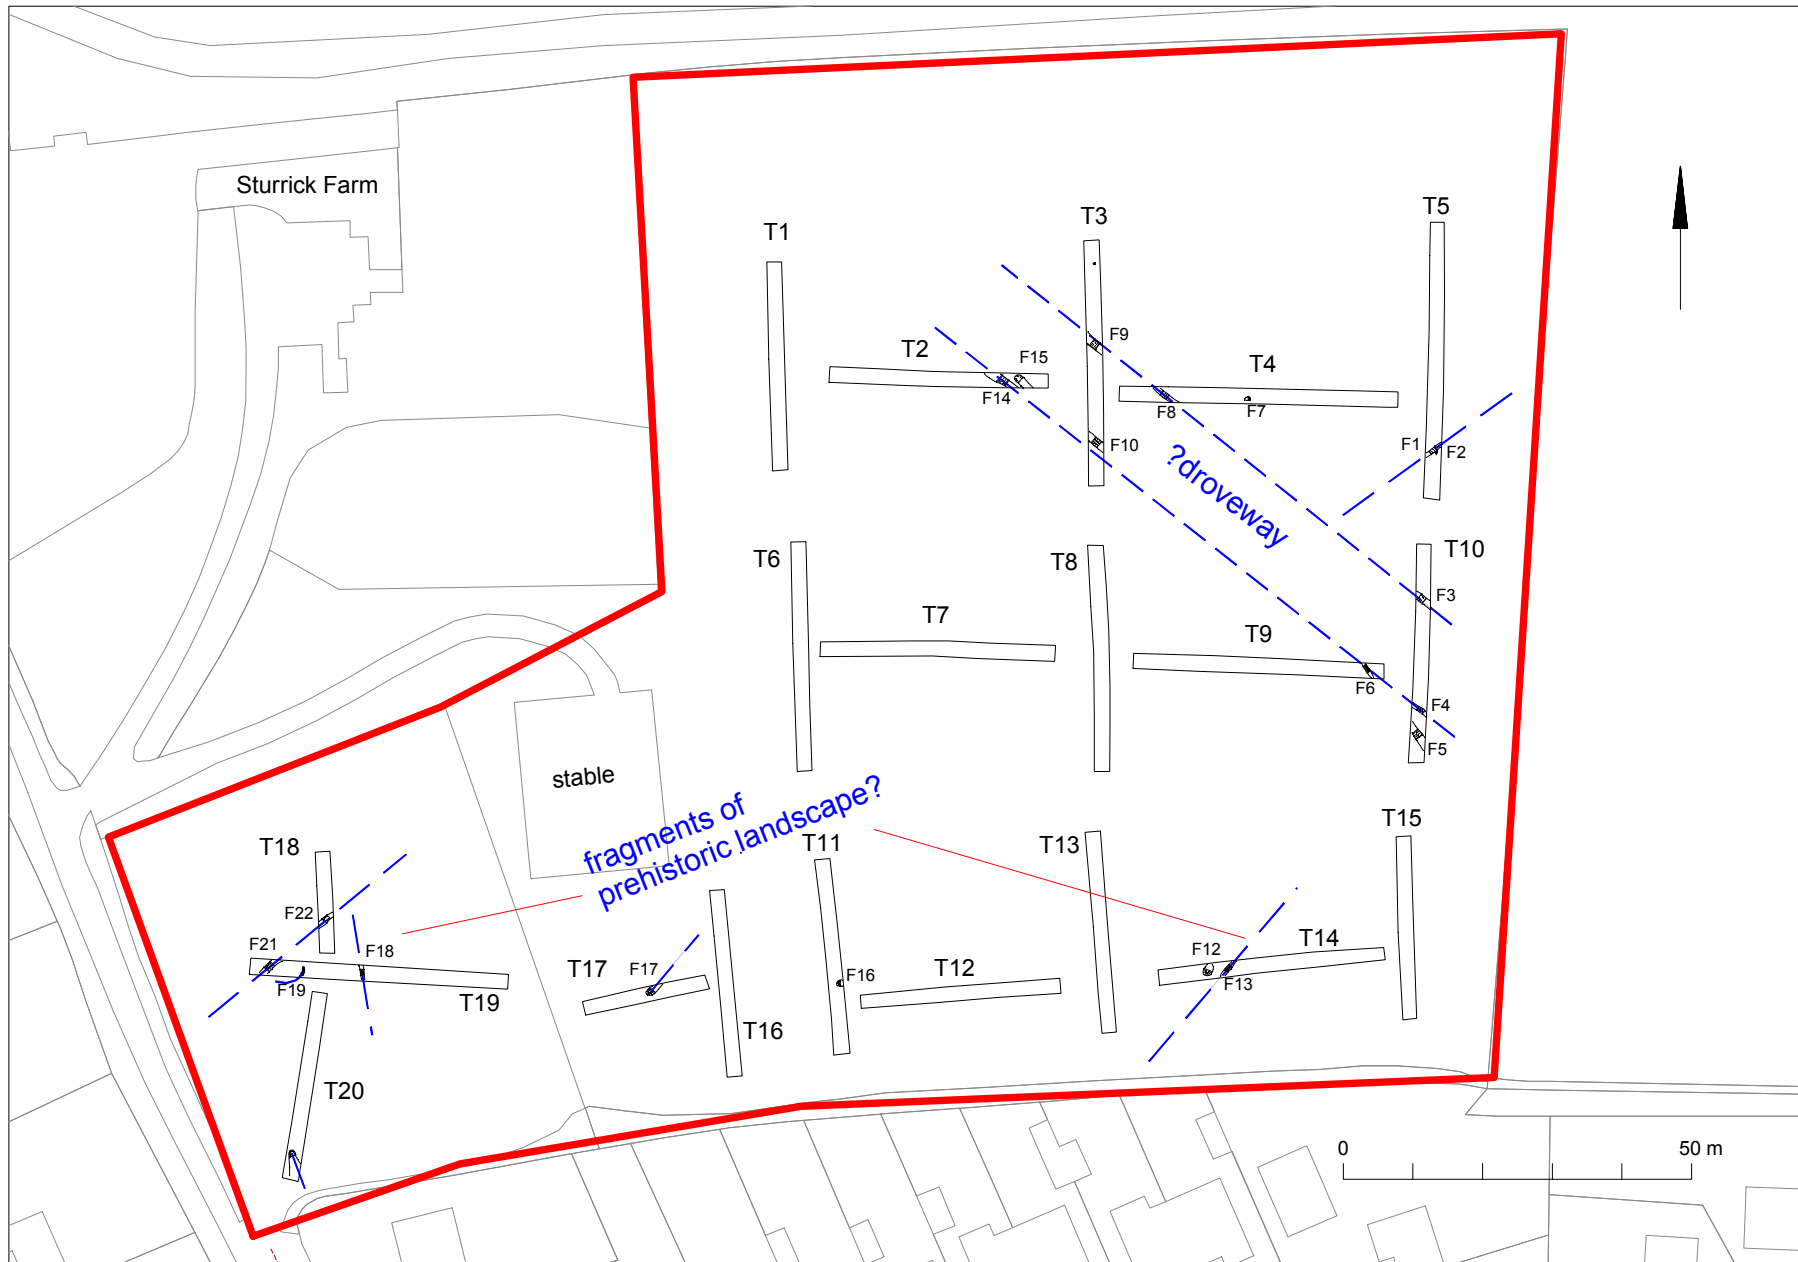 Sturrick Farm
T1
T3
T5
T2
F15
F9
T4
F14
F8
F7
F1
F2
F10
?droveway
T6
T8
T10
T7
T9
F3
F6
F4
F5
stable
fragments of
prehistoric landscape?
T18
T11
T13
T15
F22
F21
F18
F19
T19
T17
F17
T16
F16
T12
F12
F13
T14
T20
0
50 m